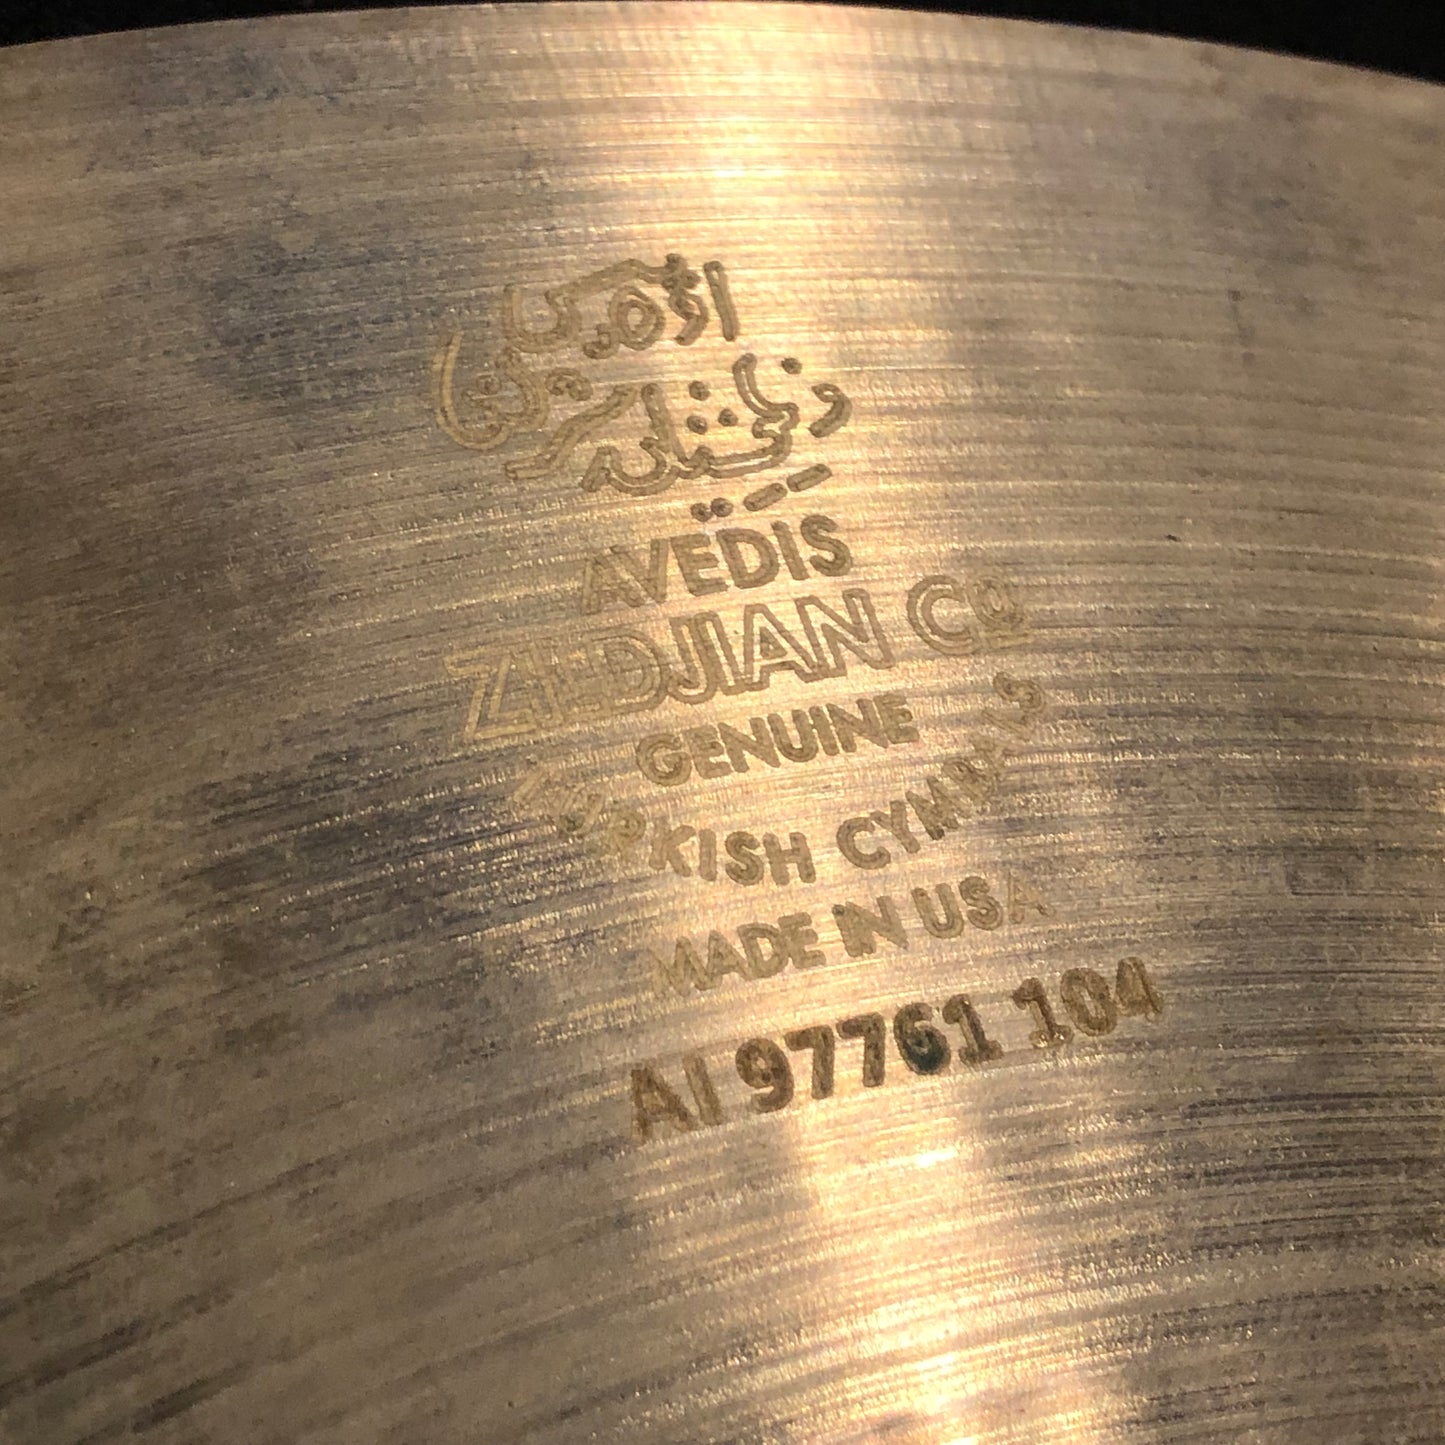 AVEDIS
ZILDJIAN Co
GENUINE
TURKISH CYMBALS
MADE IN USA
AI 97761 104